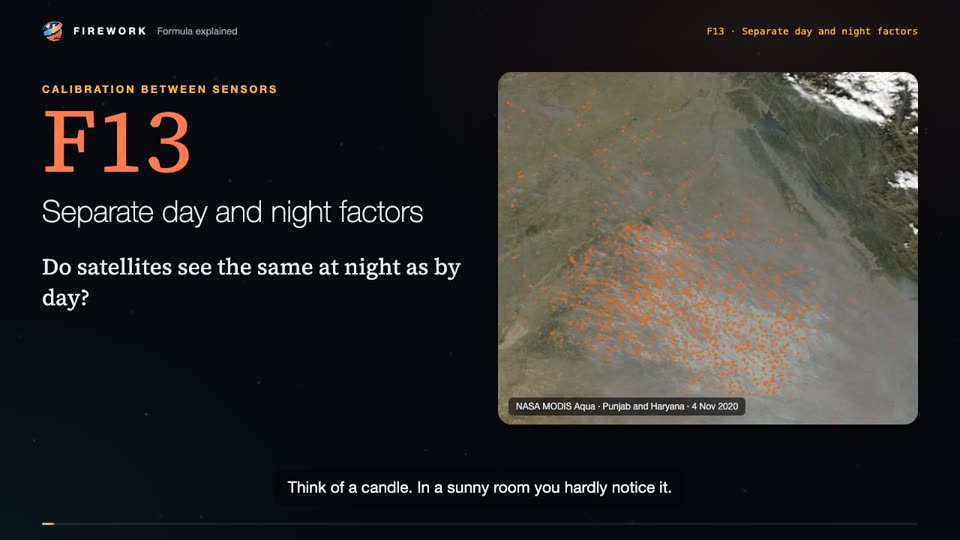 FIREWORK Formula explained
F13 · Separate day and night factors
CALIBRATION BETWEEN SENSORS
F13
Separate day and night factors
Do satellites see the same at night as by
day?
NASA MODIS Aqua · Punjab and Haryana · 4 Nov 2020
Think of a candle. In a sunny room you hardly notice it.